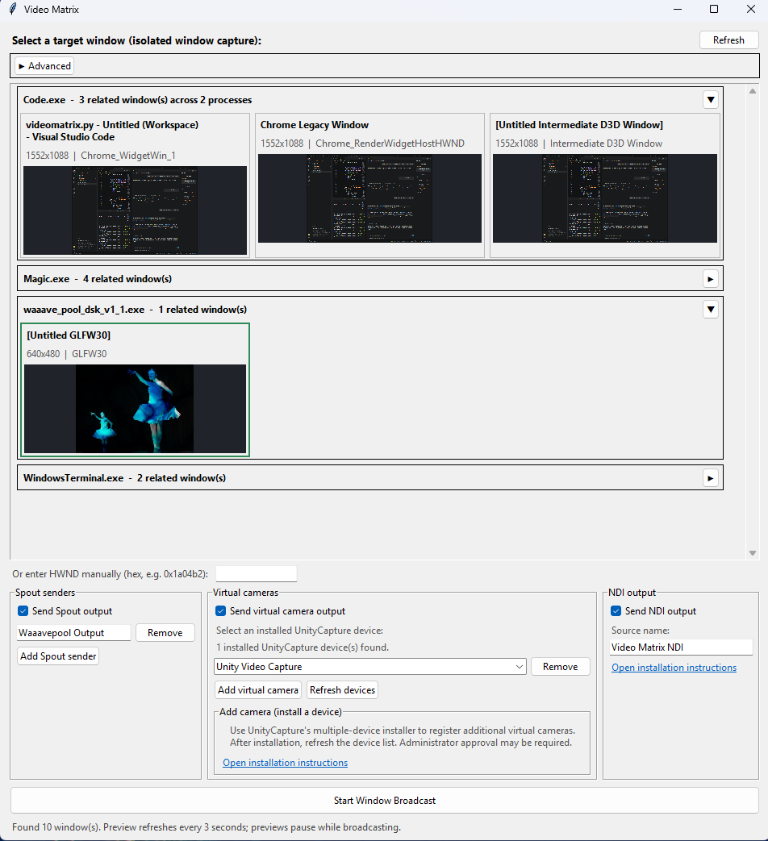 Video Matrix
Select a target window (isolated window capture):
Refresh
► Advanced
Code.exe - 3 related window(s) across 2 processes
videomatrix.py - Untitled (Workspace)
- Visual Studio Code
1552x1088 | Chrome_WidgetWin_1
Chrome Legacy Window
1552x1088 | Chrome_RenderWidgetHostHWND
[Untitled Intermediate D3D Window]
1552x1088 | Intermediate D3D Window
Magic.exe - 4 related window(s)
waaave_pool_dsk_v1_1.exe - 1 related window(s)
[Untitled GLFW30]
640x480 | GLFW30
WindowsTerminal.exe - 2 related window(s)
Or enter HWND manually (hex, e.g. 0x1a04b2):
Spout senders
Send Spout output
Waaavepool Output
Remove
Add Spout sender
Virtual cameras
Send virtual camera output
Select an installed UnityCapture device:
1 installed UnityCapture device(s) found.
Unity Video Capture
Remove
Add virtual camera
Refresh devices
Add camera (install a device)
Use UnityCapture's multiple-device installer to register additional virtual cameras.
After installation, refresh the device list. Administrator approval may be required.
Open installation instructions
NDI output
Send NDI output
Source name:
Video Matrix NDI
Open installation instructions
Start Window Broadcast
Found 10 window(s). Preview refreshes every 3 seconds; previews pause while broadcasting.